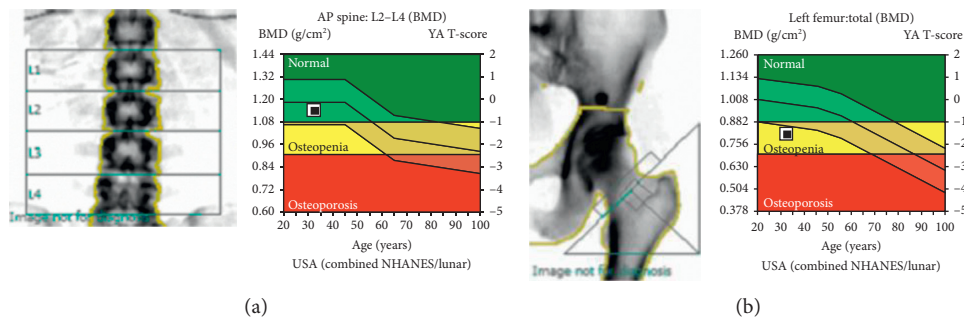 AP spine: L2–L4 (BMD)
BMD (g/cm²) YA T-score
L1
L2
L3
L4
Image not for diagnosis
1.44
1.32
1.20
1.08
0.96
0.84
0.72
0.60
Normal
Osteopenia
Osteoporosis
2
1
0
−1
−2
−3
−4
−5
20 30 40 50 60 70 80 90 100
Age (years)
USA (combined NHANES/lunar)
(a)
Left femur:total (BMD)
BMD (g/cm²) YA T-score
Image not for diagnosis
1.260
1.134
1.008
0.882
0.756
0.630
0.504
0.378
Normal
Osteopenia
Osteoporosis
2
1
0
−1
−2
−3
−4
−5
20 30 40 50 60 70 80 90 100
Age (years)
USA (combined NHANES/lunar)
(b)